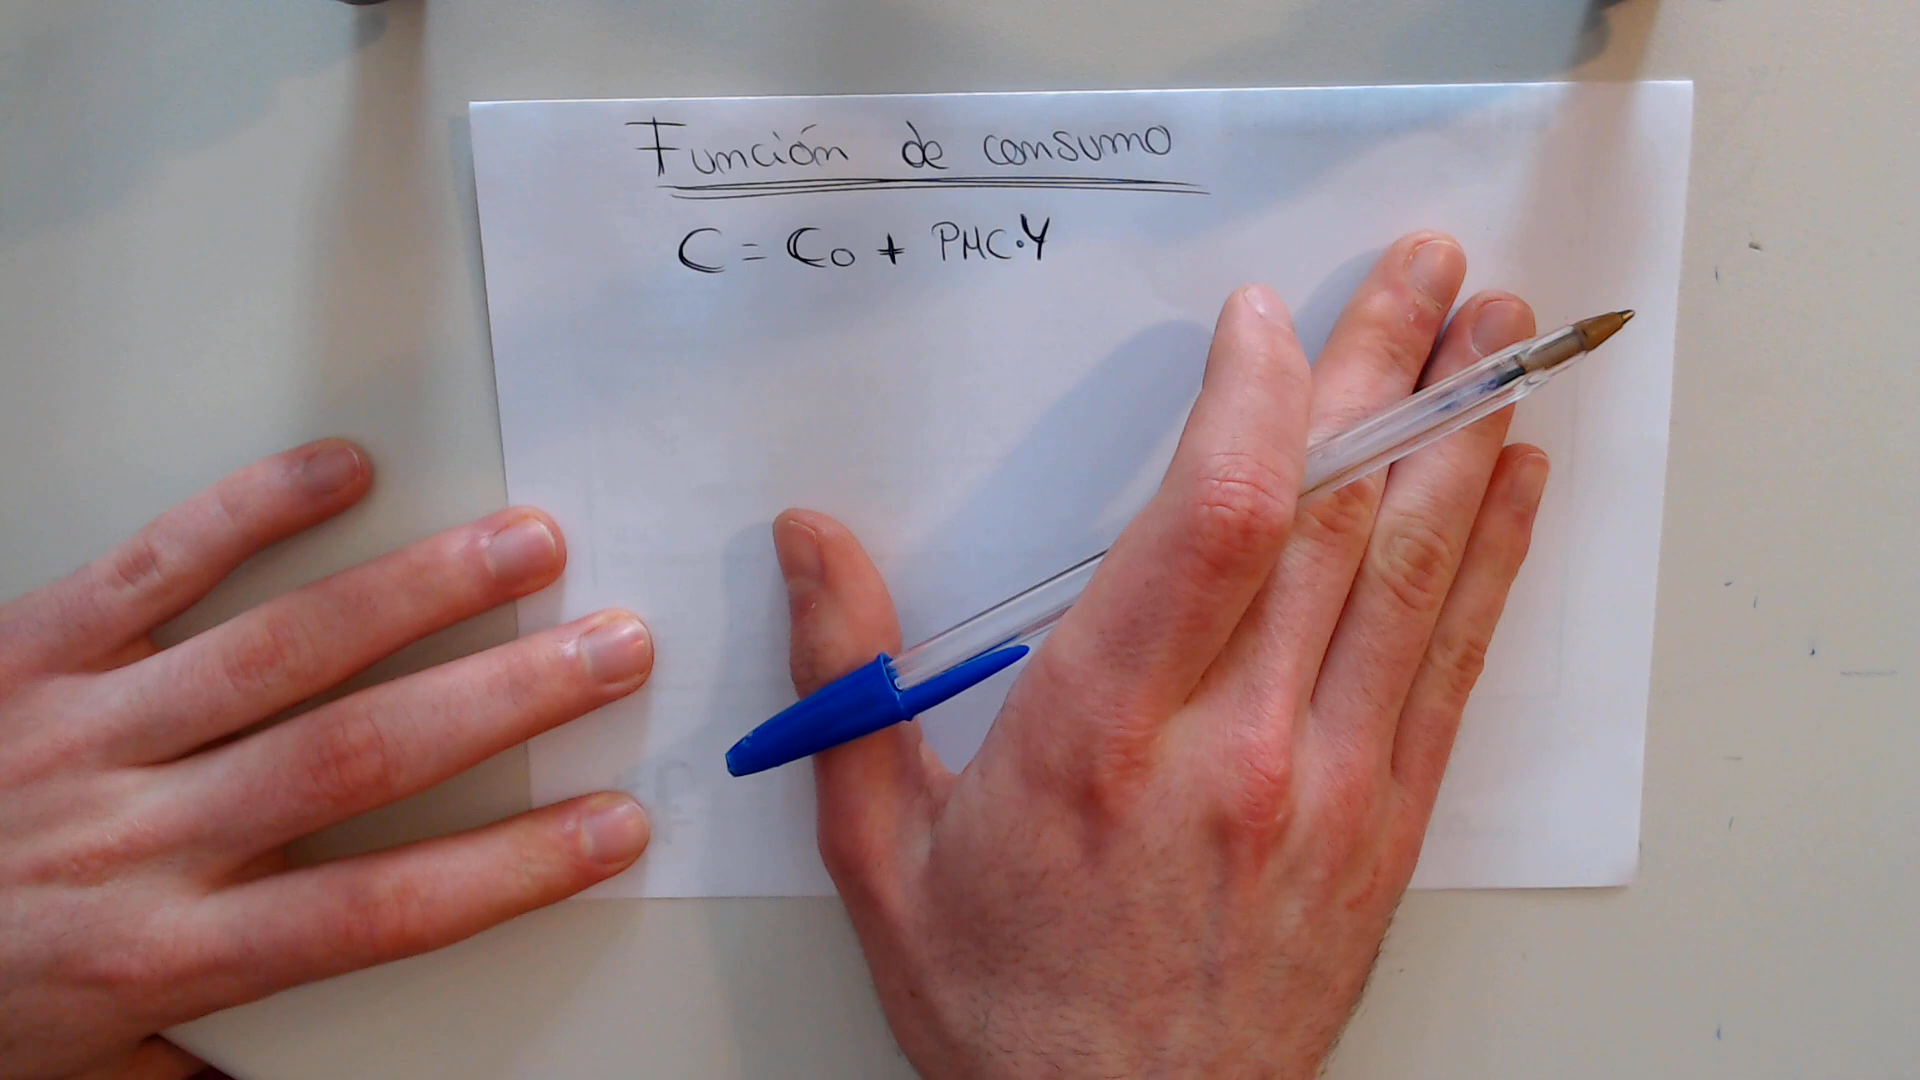 Función de consumo
C = C₀ + PMC·Y